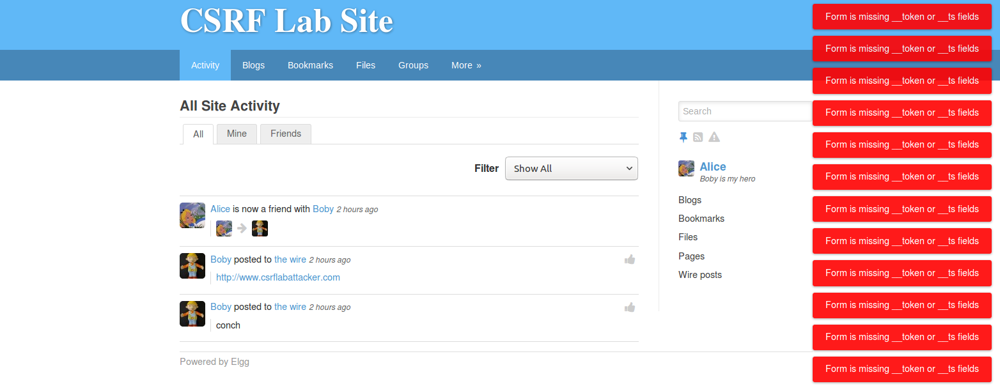 CSRF Lab Site
Activity Blogs Bookmarks Files Groups More »
All Site Activity
All Mine Friends
Filter Show All
Alice is now a friend with Boby 2 hours ago
Boby posted to the wire 2 hours ago
http://www.csrflabattacker.com
Boby posted to the wire 2 hours ago
conch
Powered by Elgg
Search
Alice
Boby is my hero
Blogs
Bookmarks
Files
Pages
Wire posts
Form is missing __token or __ts fields
Form is missing __token or __ts fields
Form is missing __token or __ts fields
Form is missing __token or __ts fields
Form is missing __token or __ts fields
Form is missing __token or __ts fields
Form is missing __token or __ts fields
Form is missing __token or __ts fields
Form is missing __token or __ts fields
Form is missing __token or __ts fields
Form is missing __token or __ts fields
Form is missing __token or __ts fields